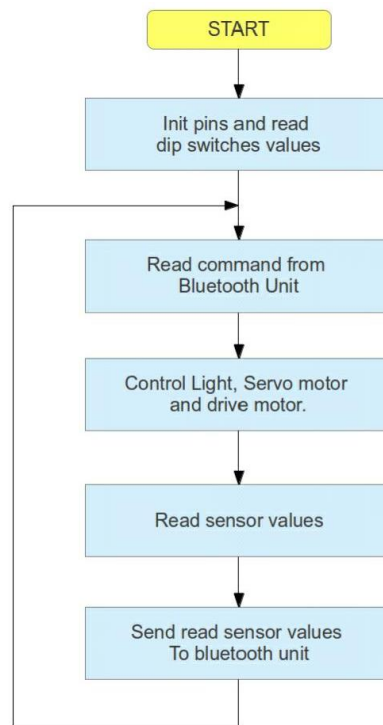 START
Init pins and read
dip switches values
Read command from
Bluetooth Unit
Control Light, Servo motor
and drive motor.
Read sensor values
Send read sensor values
To bluetooth unit